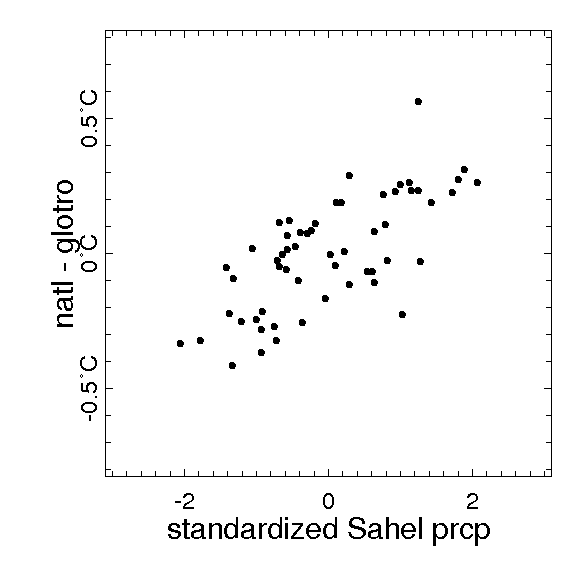 0.5°C
0°C
-0.5°C
natl - glotro
-2 0 2
standardized Sahel prcp